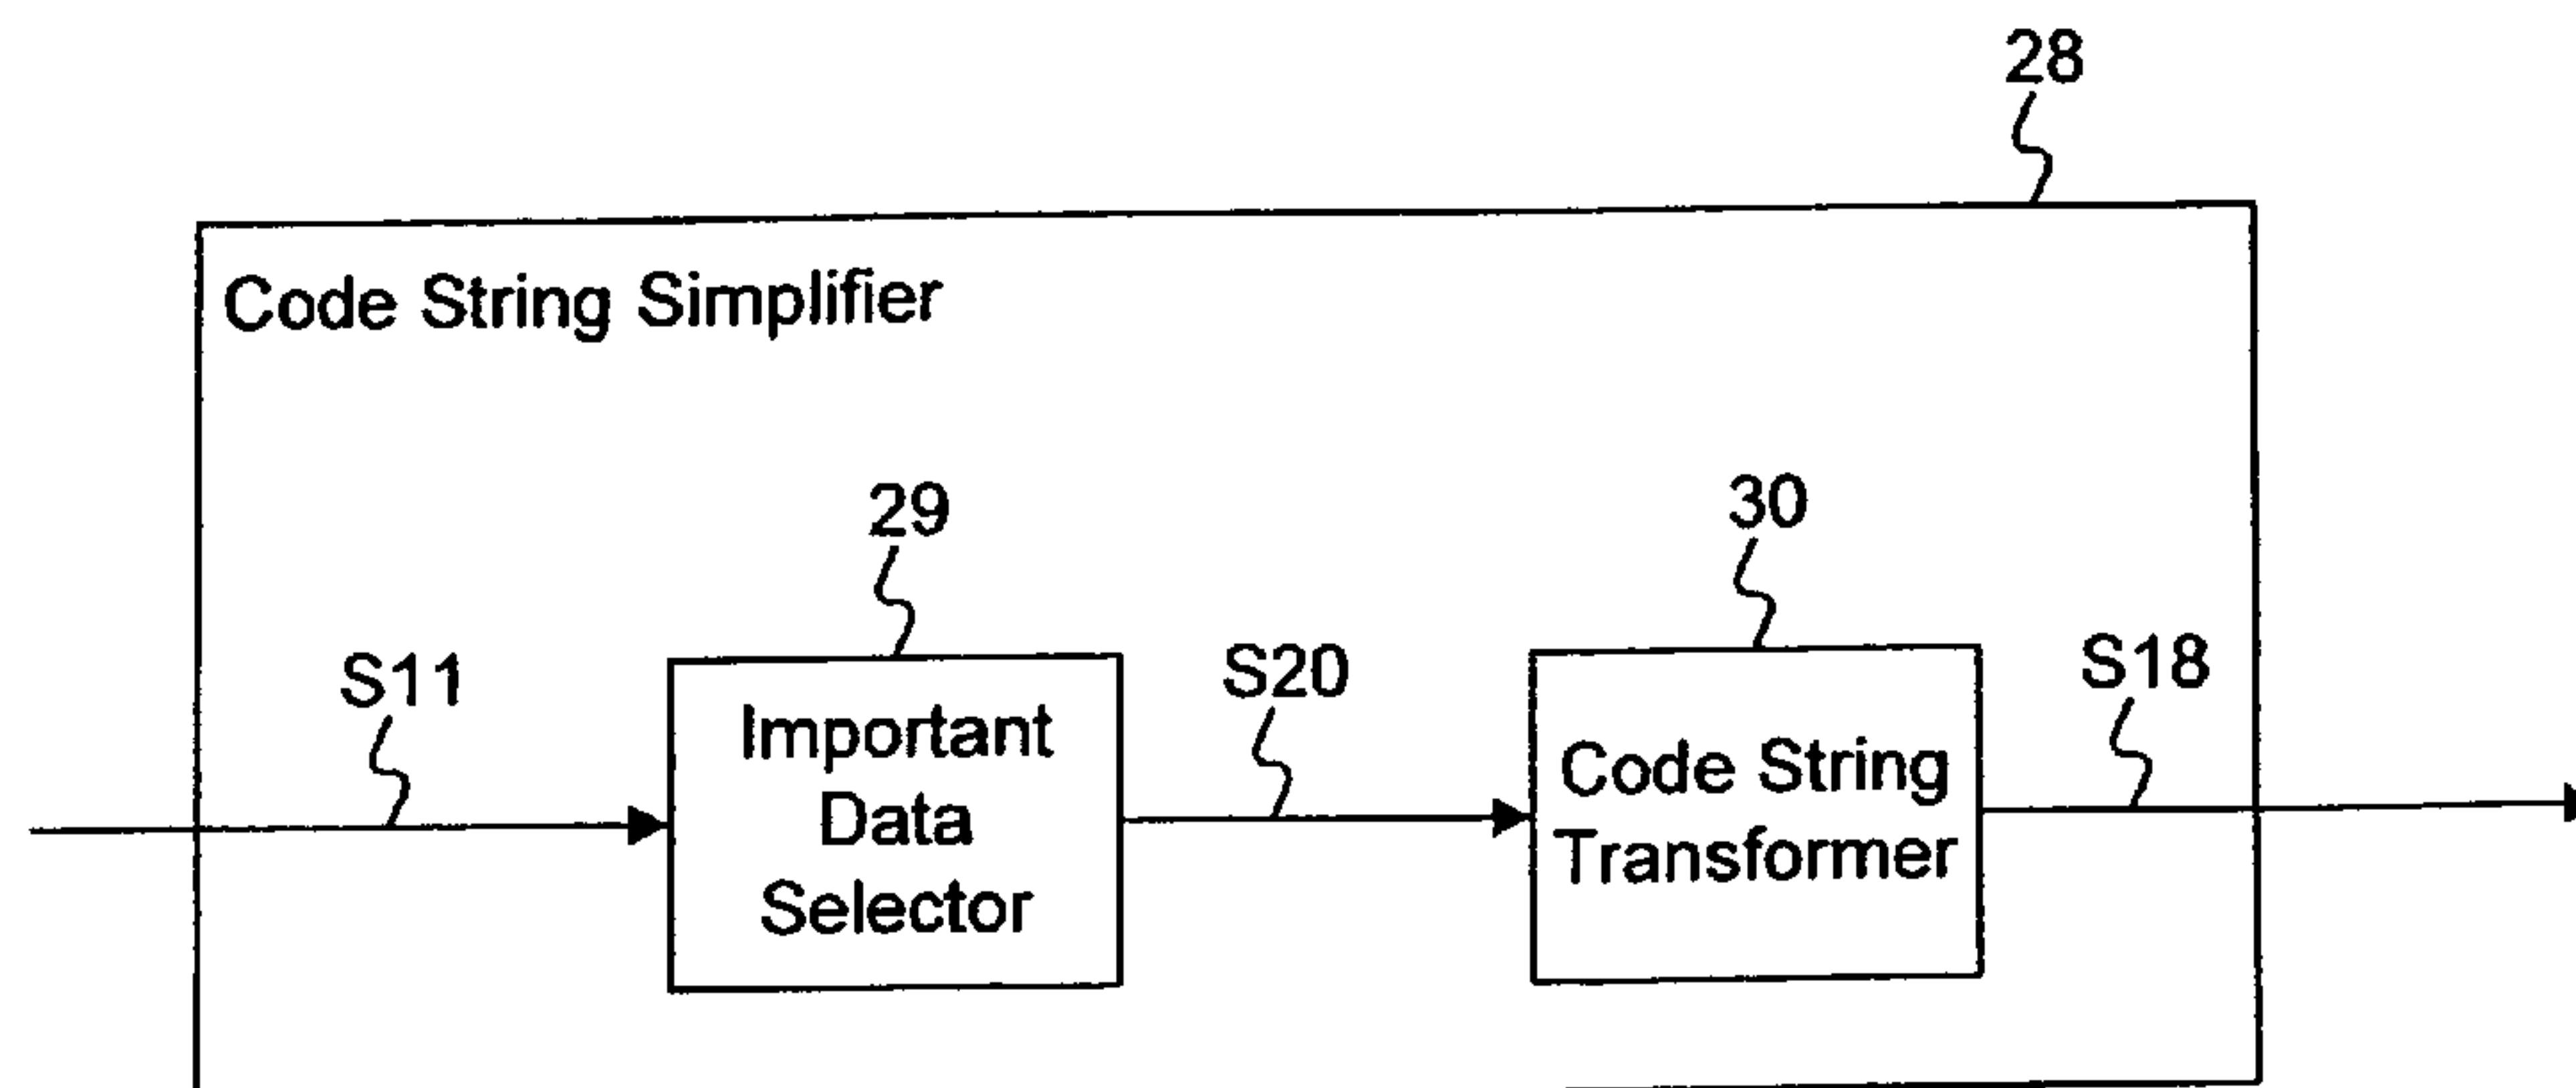 28
Code String Simplifier
29
30
S11
S20
S18
Important
Data
Selector
Code String
Transformer